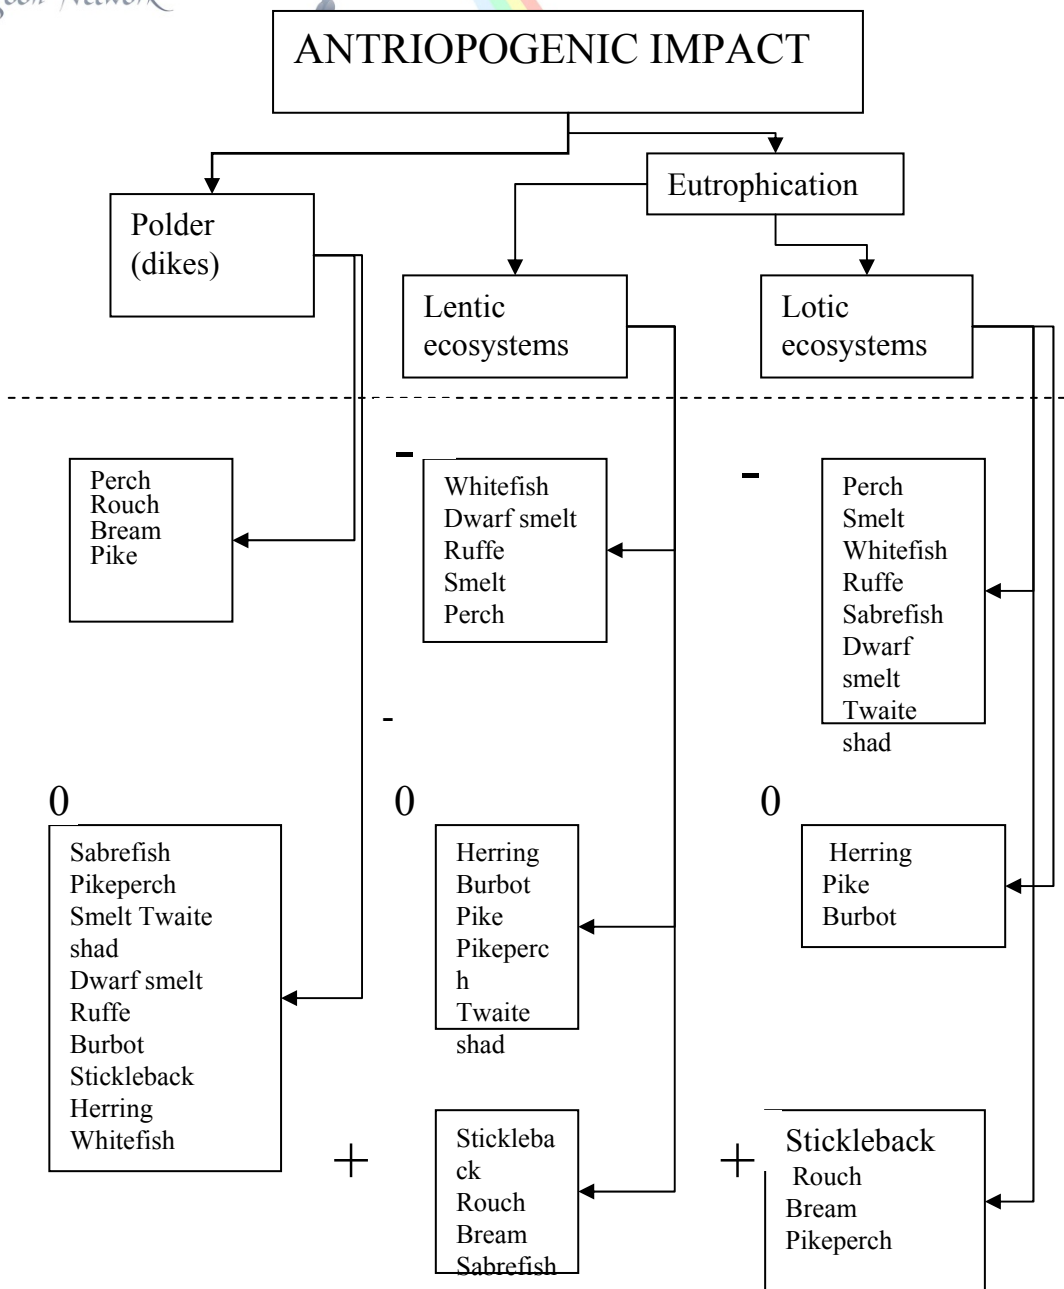 Network
ANTRIOPOGENIC IMPACT
Eutrophication
Polder
(dikes)
Lentic
ecosystems
Lotic
ecosystems
Perch
Rouch
Bream
Pike
-
Whitefish
Dwarf smelt
Ruffe
Smelt
Perch
-
Perch
Smelt
Whitefish
Ruffe
Sabrefish
Dwarf
smelt
Twaite
shad
-
0
Sabrefish
Pikeperch
Smelt Twaite
shad
Dwarf smelt
Ruffe
Burbot
Stickleback
Herring
Whitefish
0
Herring
Burbot
Pike
Pikeperc
h
Twaite
shad
0
Herring
Pike
Burbot
+
Stickleba
ck
Rouch
Bream
Sabrefish
+
Stickleback
Rouch
Bream
Pikeperch